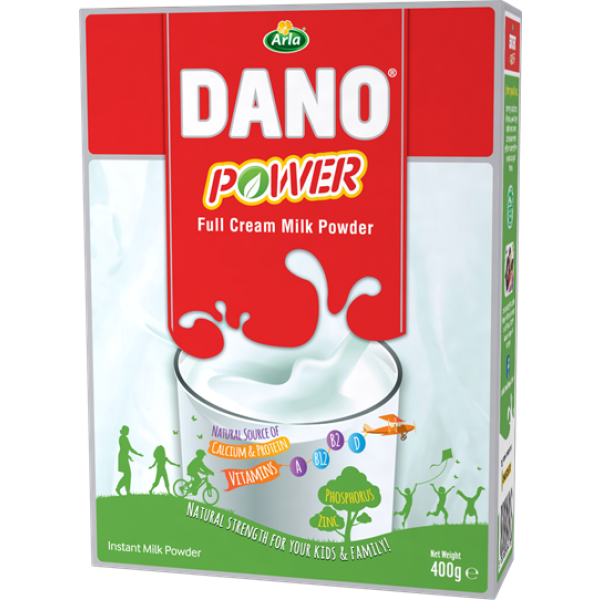 Arla
DANO®
POWER
Full Cream Milk Powder
NATURAL SOURCE OF
CALCIUM & PROTEIN
VITAMINS A B12 B2 D
PHOSPHORUS
ZINC
NATURAL STRENGTH FOR YOUR KIDS & FAMILY!
Instant Milk Powder
Net Weight
400g e